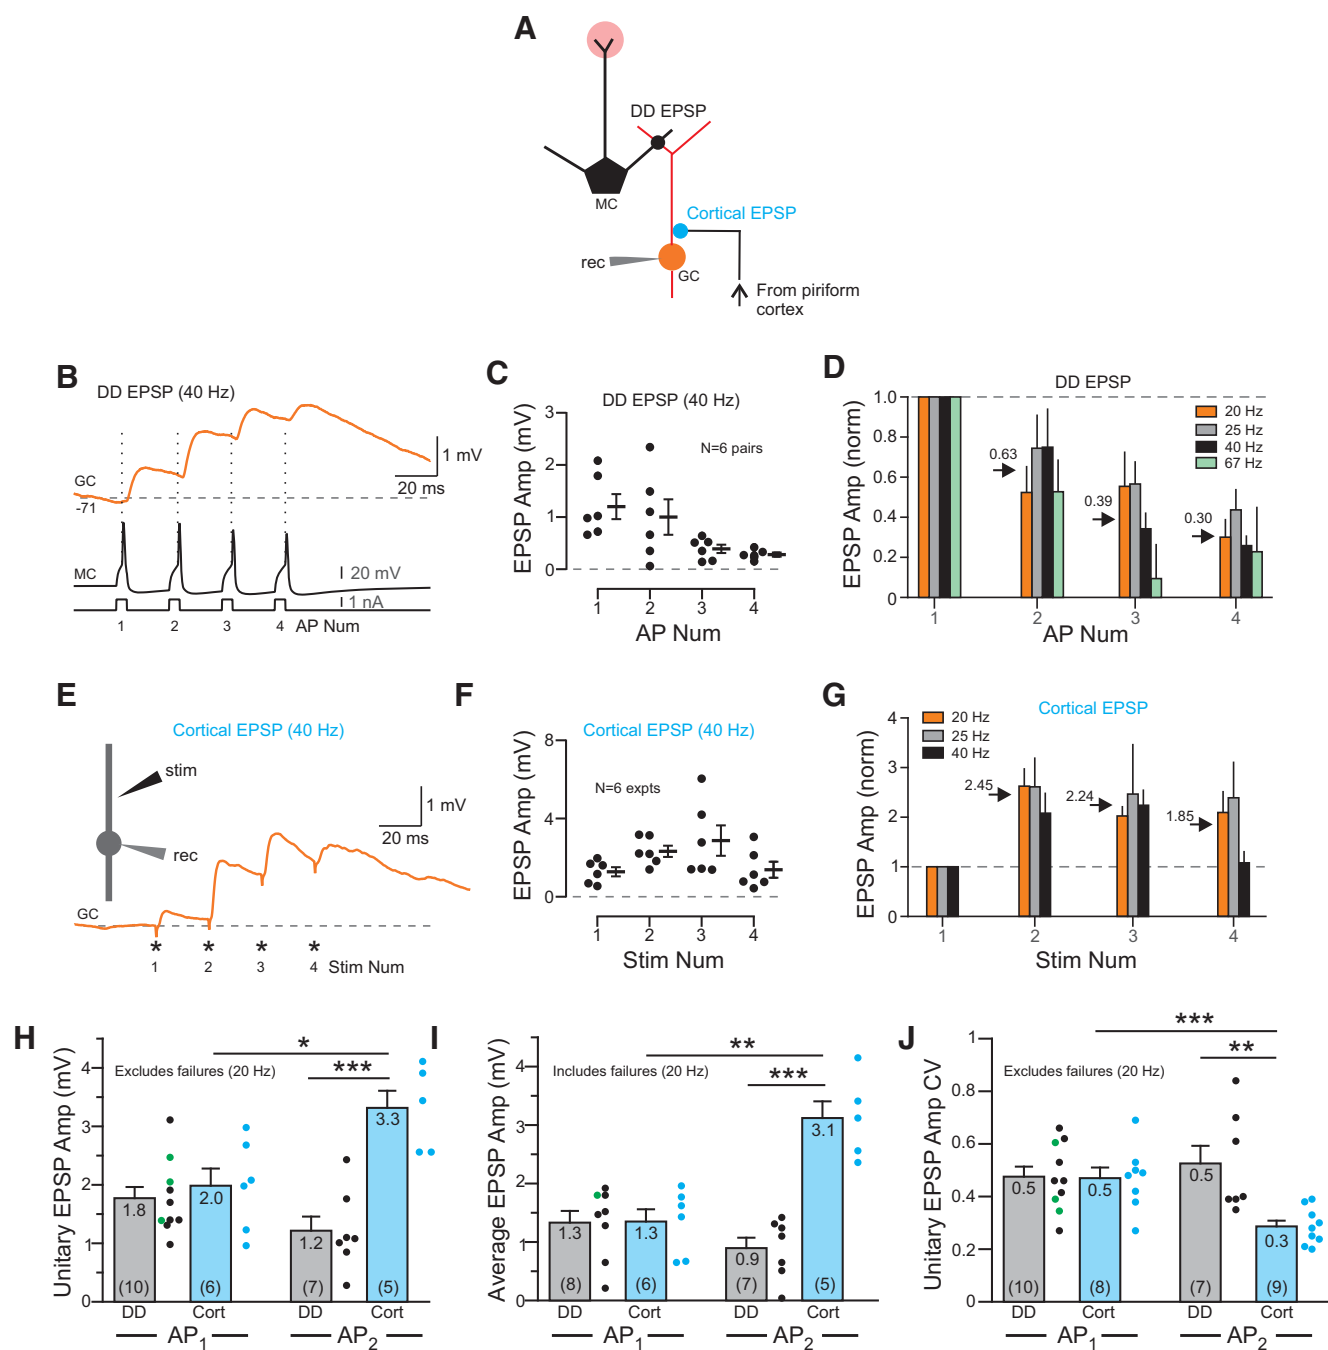 A
DD EPSP
MC
Cortical EPSP
rec
GC
From piriform
cortex
B
DD EPSP (40 Hz)
GC
-71
1 mV
20 ms
MC
20 mV
1 nA
1 2 3 4 AP Num
C
DD EPSP (40 Hz)
N=6 pairs
EPSP Amp (mV)
3
2
1
0
1 2 3 4
AP Num
D
DD EPSP
EPSP Amp (norm)
1.0
0.8
0.6
0.4
0.2
0
20 Hz
25 Hz
40 Hz
67 Hz
0.63
0.39
0.30
1 2 3 4
AP Num
E
Cortical EPSP (40 Hz)
stim
rec
1 mV
20 ms
GC
* * * *
1 2 3 4 Stim Num
F
Cortical EPSP (40 Hz)
N=6 expts
EPSP Amp (mV)
8
4
0
1 2 3 4
Stim Num
G
Cortical EPSP
20 Hz
25 Hz
40 Hz
EPSP Amp (norm)
4
3
2
1
0
2.45
2.24
1.85
1 2 3 4
Stim Num
H
Excludes failures (20 Hz)
* 
***
Unitary EPSP Amp (mV)
4
3
2
1
0
1.8
2.0
1.2
3.3
(10)
(6)
(7)
(5)
DD Cort DD Cort
AP1 AP2
I
Includes failures (20 Hz)
**
***
Average EPSP Amp (mV)
4
3
2
1
0
1.3
1.3
0.9
3.1
(8)
(6)
(7)
(5)
DD Cort DD Cort
AP1 AP2
J
Excludes failures (20 Hz)
***
**
Unitary EPSP Amp CV
1
0.8
0.6
0.4
0.2
0
0.5
0.5
0.5
0.3
(10)
(8)
(7)
(9)
DD Cort DD Cort
AP1 AP2